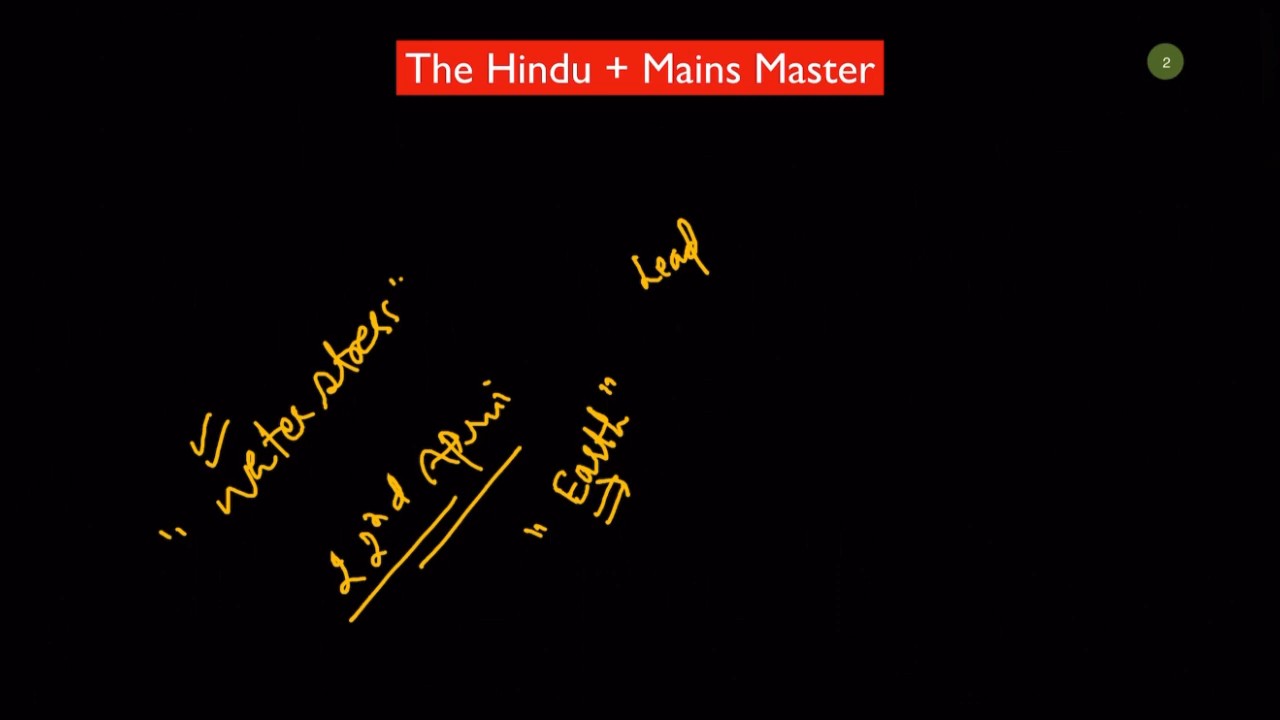 The Hindu + Mains Master
2
Lead
"Water stress"
22nd April
"Earth"